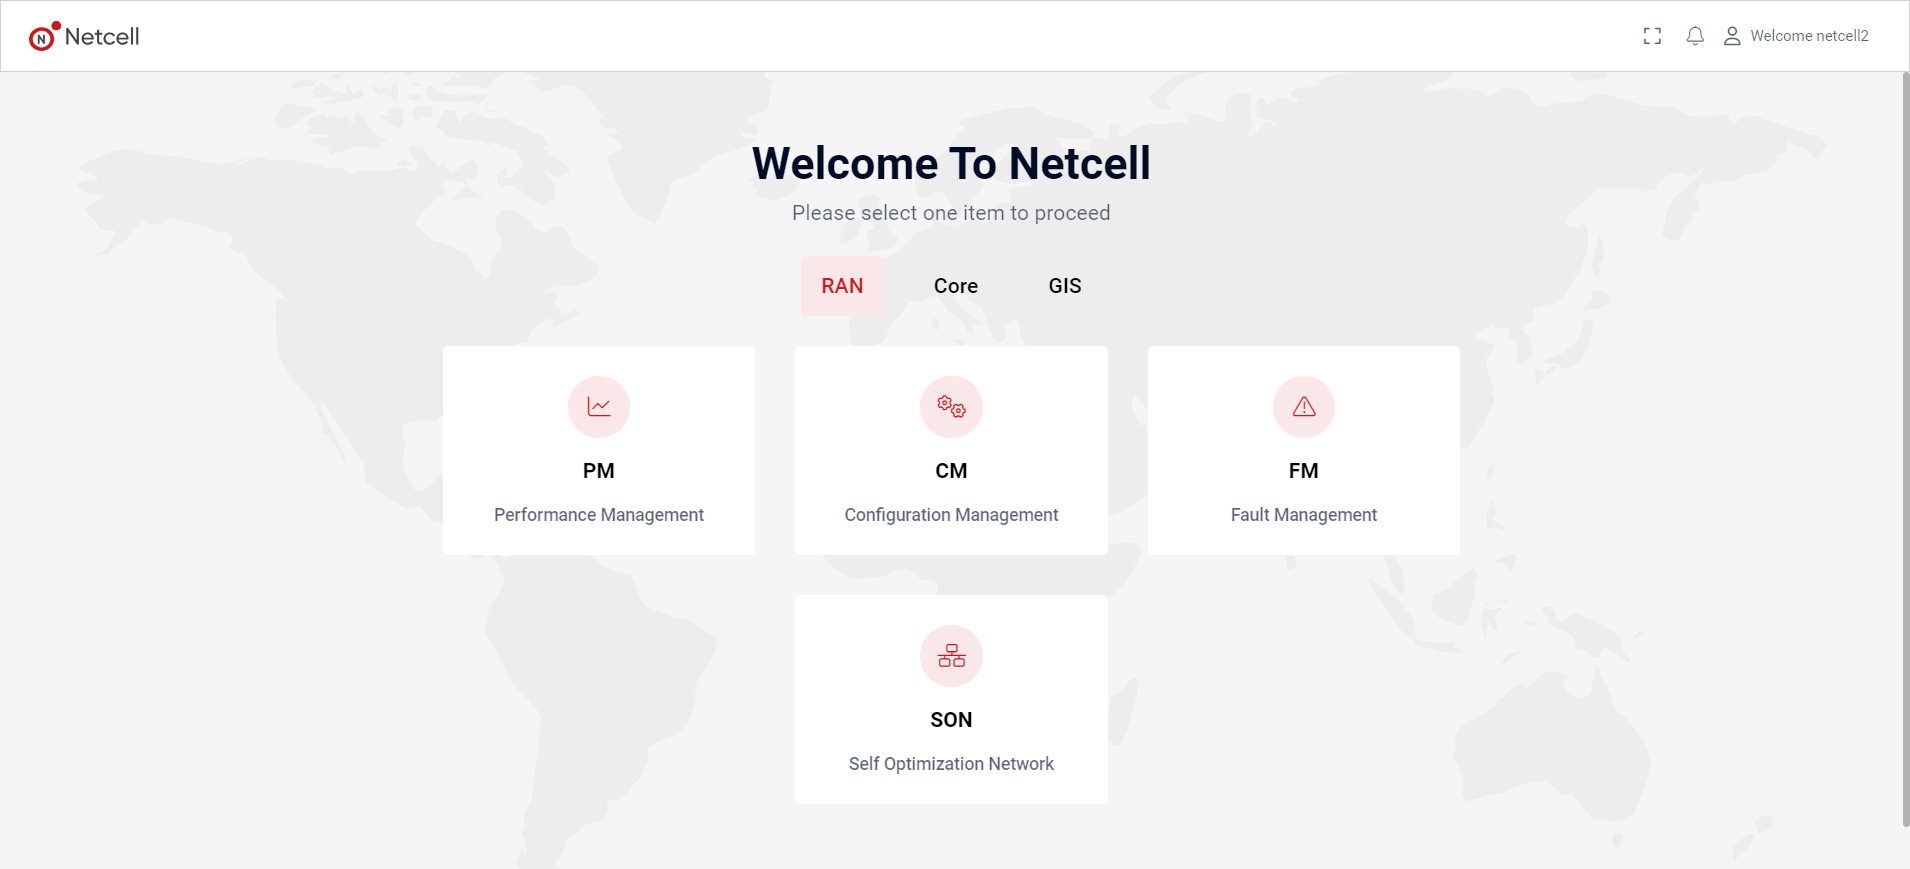 N Netcell
Welcome netcell2
Welcome To Netcell
Please select one item to proceed
RAN Core GIS
PM
Performance Management
CM
Configuration Management
FM
Fault Management
SON
Self Optimization Network